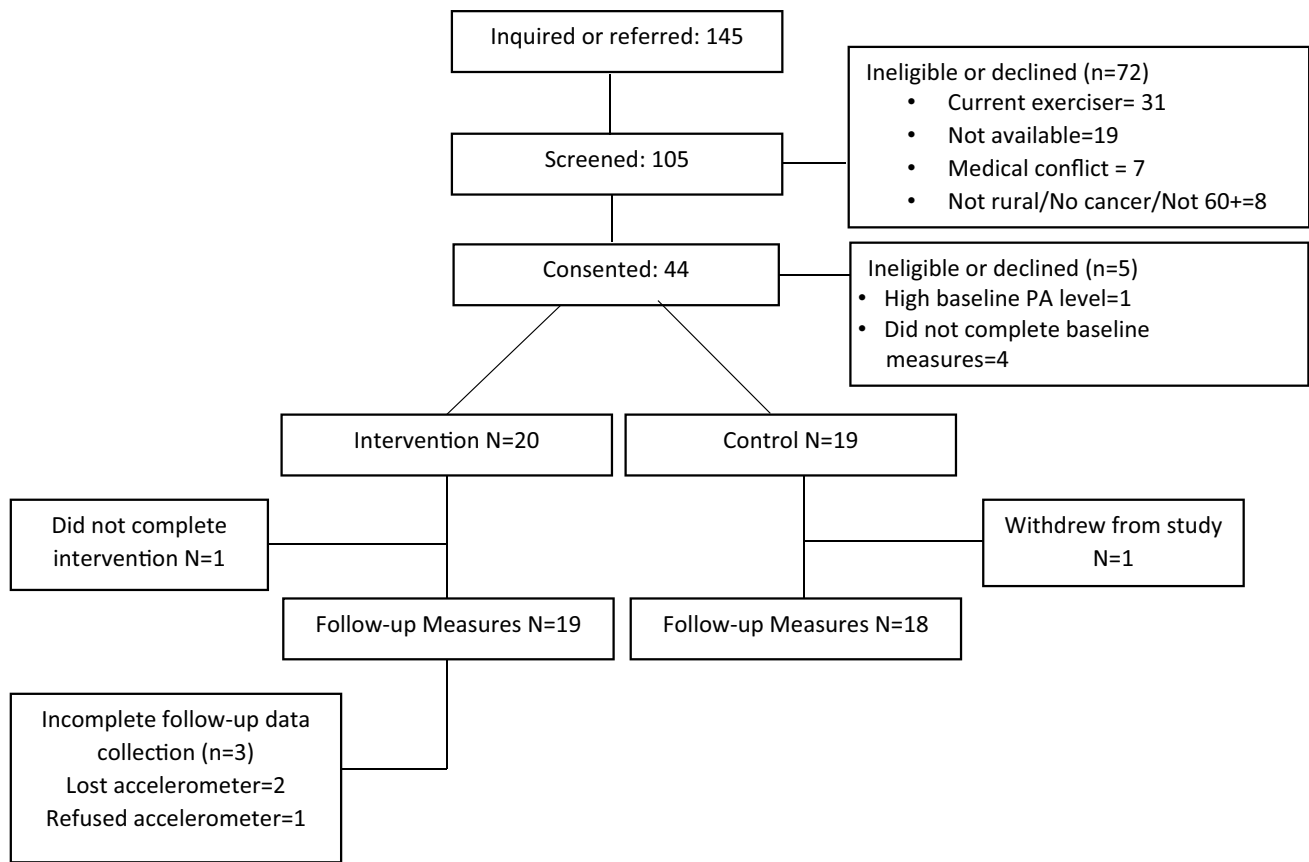 Inquired or referred: 145
Ineligible or declined (n=72)
• Current exerciser= 31
• Not available=19
• Medical conflict = 7
• Not rural/No cancer/Not 60+=8
Screened: 105
Consented: 44
Ineligible or declined (n=5)
• High baseline PA level=1
• Did not complete baseline
measures=4
Intervention N=20
Control N=19
Did not complete
intervention N=1
Withdrew from study
N=1
Follow-up Measures N=19
Follow-up Measures N=18
Incomplete follow-up data
collection (n=3)
Lost accelerometer=2
Refused accelerometer=1